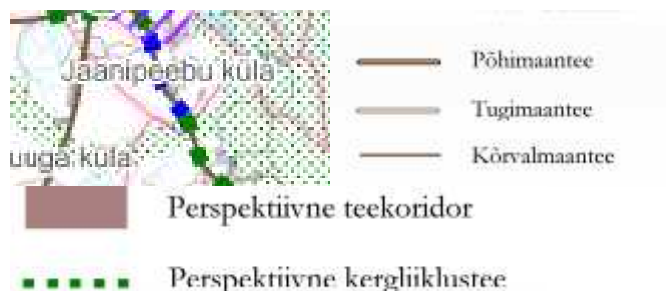 Jaanipeebu küla
Põhimaantee
Tugimaantee
Kõrvalmaantee
uuga küla
Perspektiivne teekoridor
Perspektiivne kergliiklustee